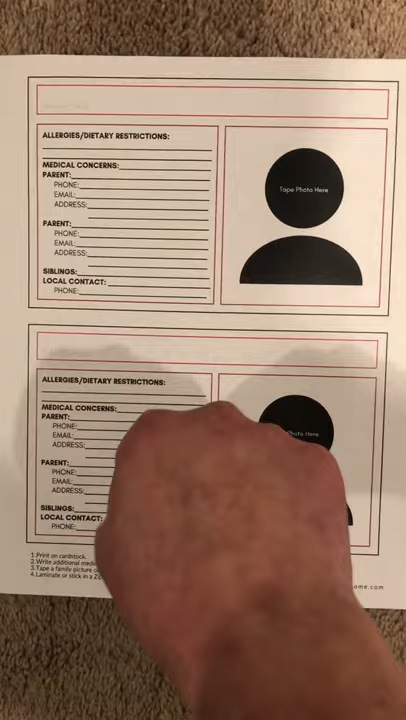 ALLERGIES/DIETARY RESTRICTIONS:
MEDICAL CONCERNS:
PARENT:
PHONE:
EMAIL:
ADDRESS:
PARENT:
PHONE:
EMAIL:
ADDRESS:
SIBLINGS:
LOCAL CONTACT:
PHONE:
Tape Photo Here
ALLERGIES/DIETARY RESTRICTIONS:
MEDICAL CONCERNS:
PARENT:
PHONE:
EMAIL:
ADDRESS:
PARENT:
PHONE:
EMAIL:
ADDRESS:
SIBLINGS:
LOCAL CONTACT:
PHONE:
Photo Here
1. Print on cardstock.
2. Write additional
3. Tape a family picture
4. Laminate or stick in a